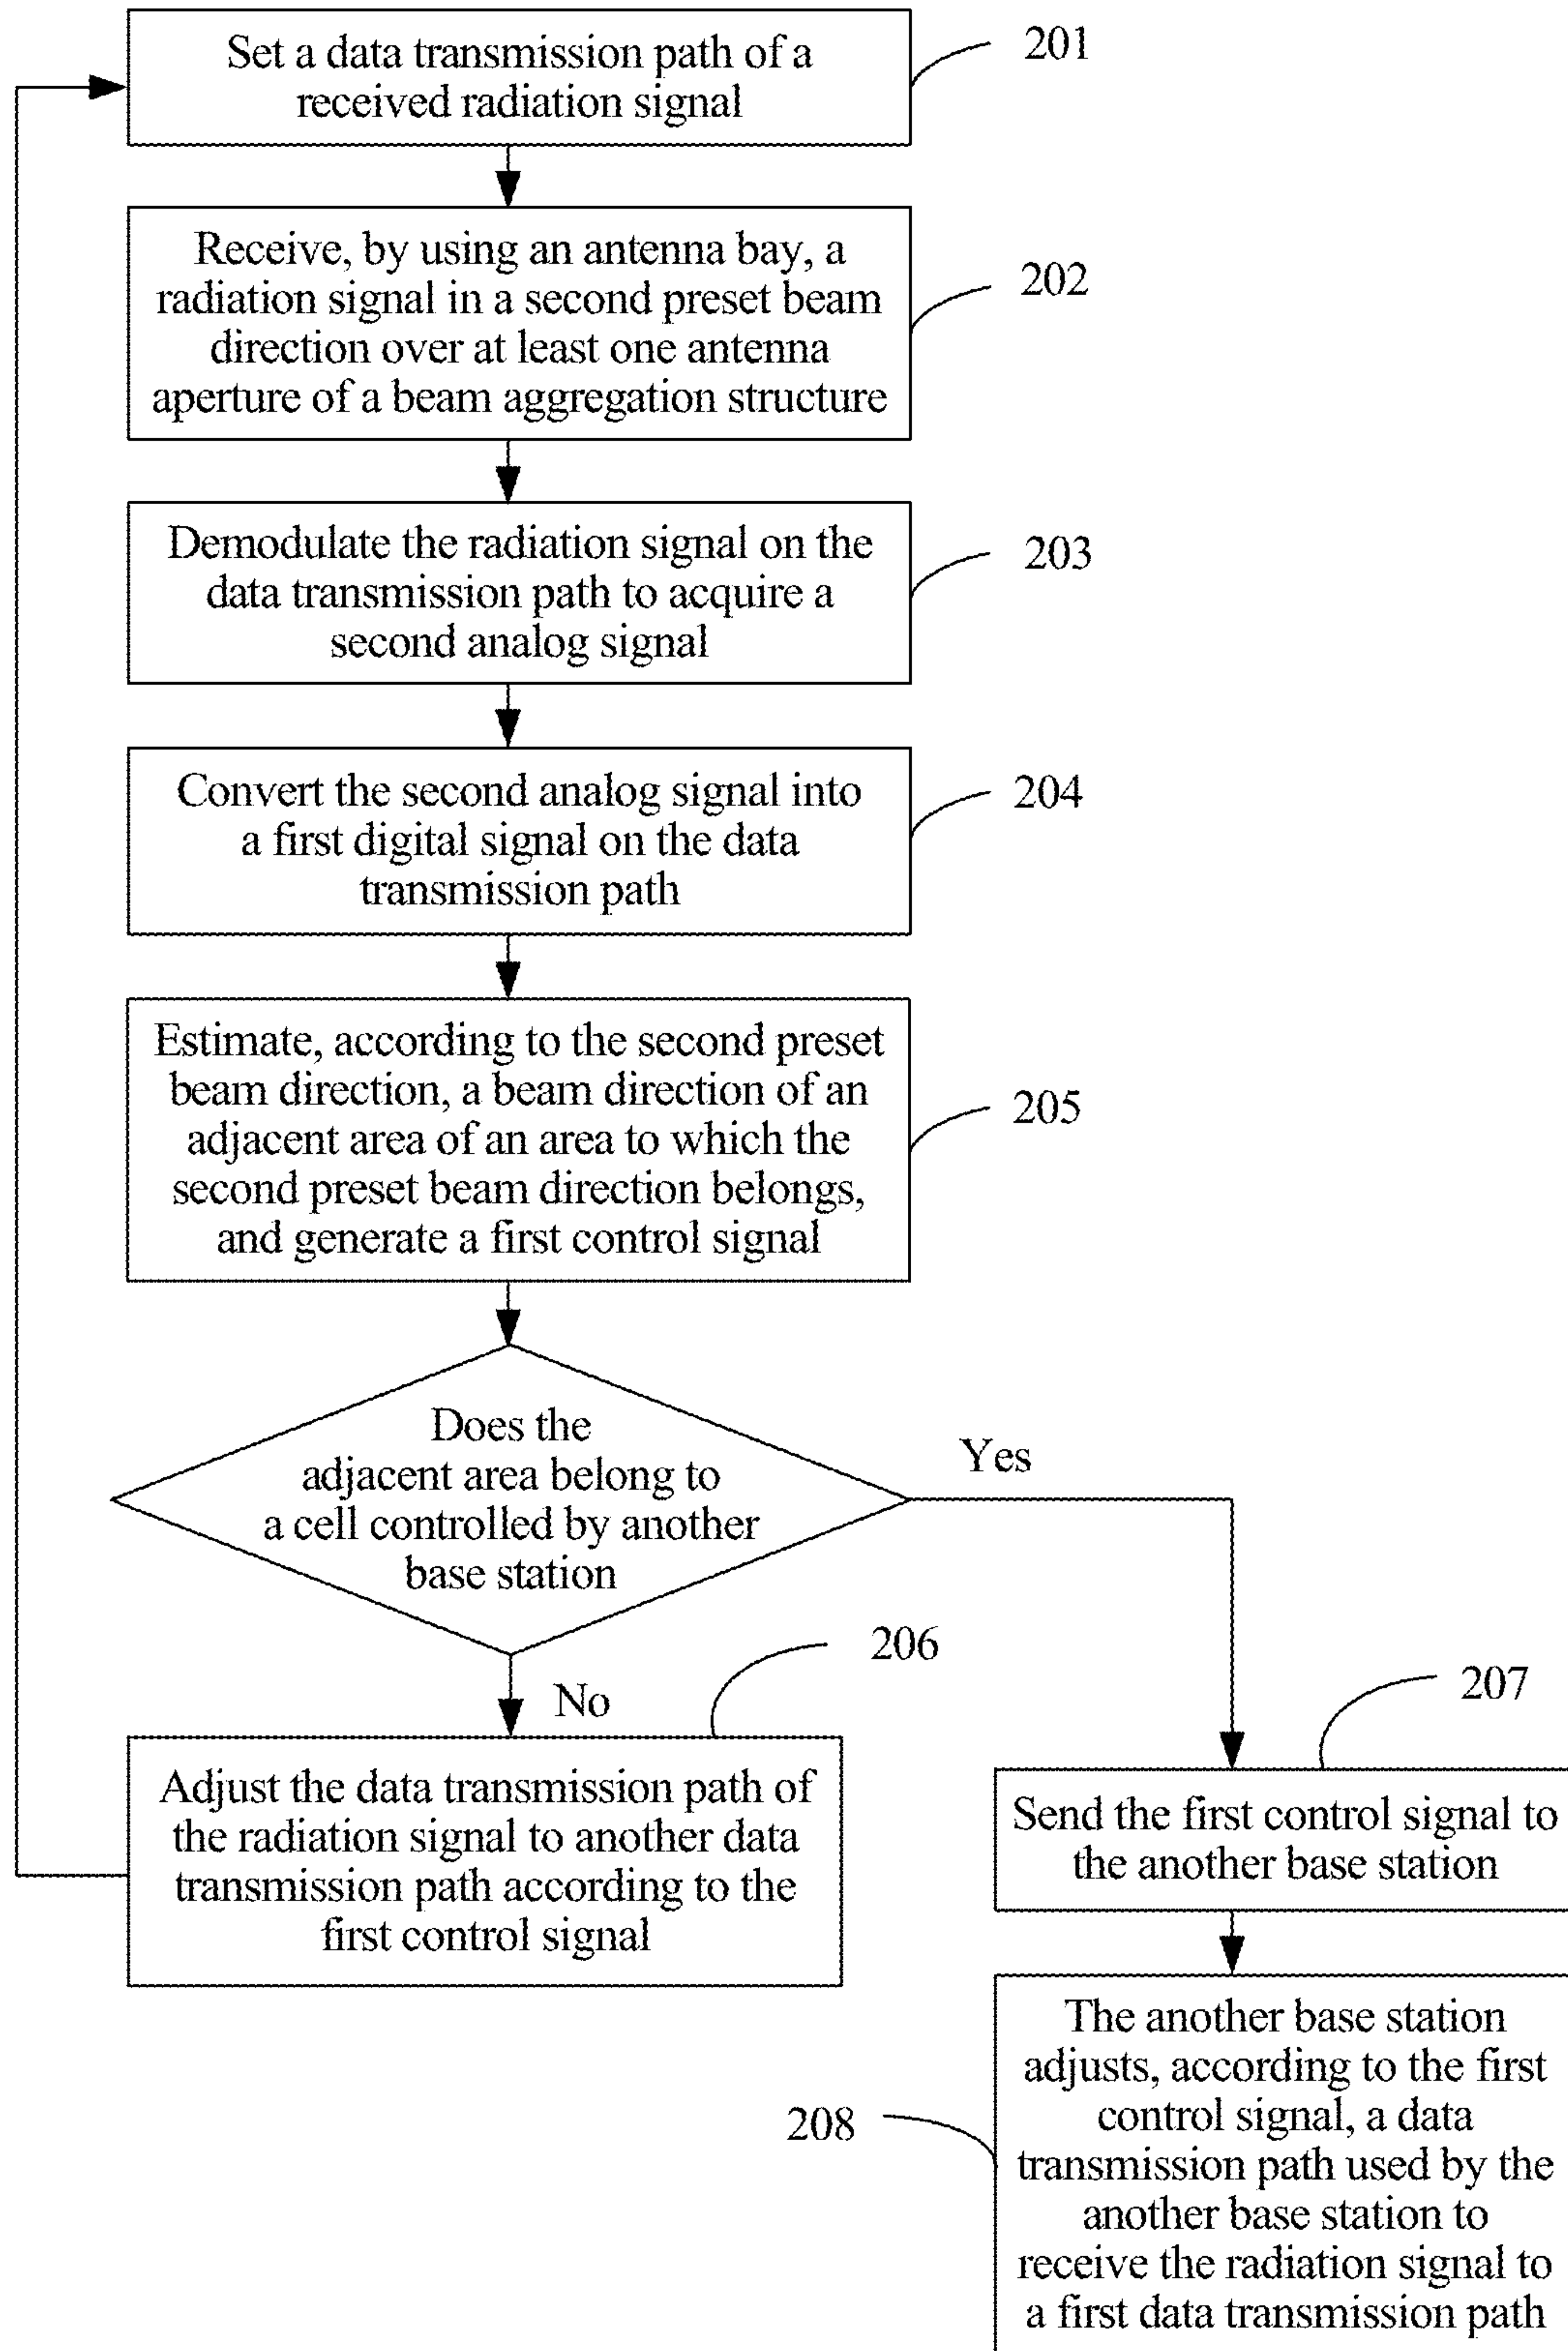 Set a data transmission path of a
received radiation signal
201
Receive, by using an antenna bay, a
radiation signal in a second preset beam
direction over at least one antenna
aperture of a beam aggregation structure
202
Demodulate the radiation signal on the
data transmission path to acquire a
second analog signal
203
Convert the second analog signal into
a first digital signal on the data
transmission path
204
Estimate, according to the second preset
beam direction, a beam direction of an
adjacent area of an area to which the
second preset beam direction belongs,
and generate a first control signal
205
Does the
adjacent area belong to
a cell controlled by another
base station
Yes
No
206
Adjust the data transmission path of
the radiation signal to another data
transmission path according to the
first control signal
207
Send the first control signal to
the another base station
208
The another base station
adjusts, according to the first
control signal, a data
transmission path used by the
another base station to
receive the radiation signal to
a first data transmission path